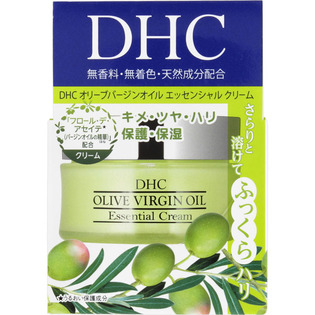 DHC
無香料・無着色・天然成分配合
DHC オリーブバージンオイル エッセンシャル クリーム
「フロール・デ・
アセイテ★
(バージンオイルの精華)」
配合
クリーム
キメ・ツヤ・ハリ
保護・保湿
さらりと
溶けて
ふっくらハリ
DHC
OLIVE VIRGIN OIL
Essential Cream
★うるおい保護成分